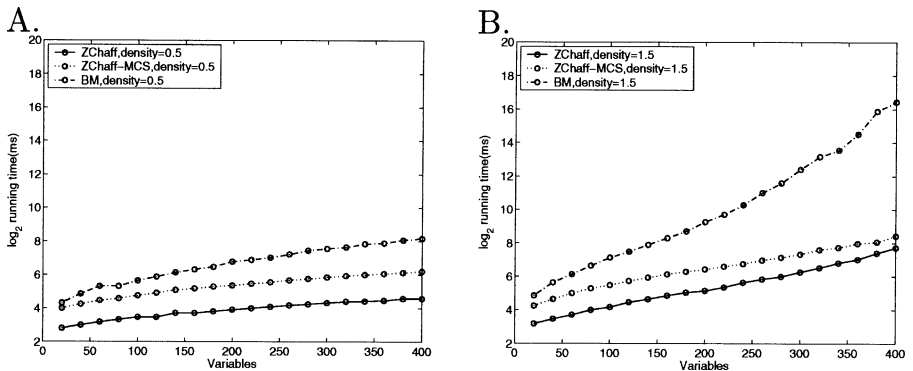 A.
20
18
16
14
12
10
8
6
4
2
log2 running time(ms)
ZChaff,density=0.5
ZChaff-MCS,density=0.5
BM,density=0.5
0 50 100 150 200 250 300 350 400
Variables
B.
20
18
16
14
12
10
8
6
4
2
log2 running time(ms)
ZChaff,density=1.5
ZChaff-MCS,density=1.5
BM,density=1.5
0 50 100 150 200 250 300 350 400
Variables